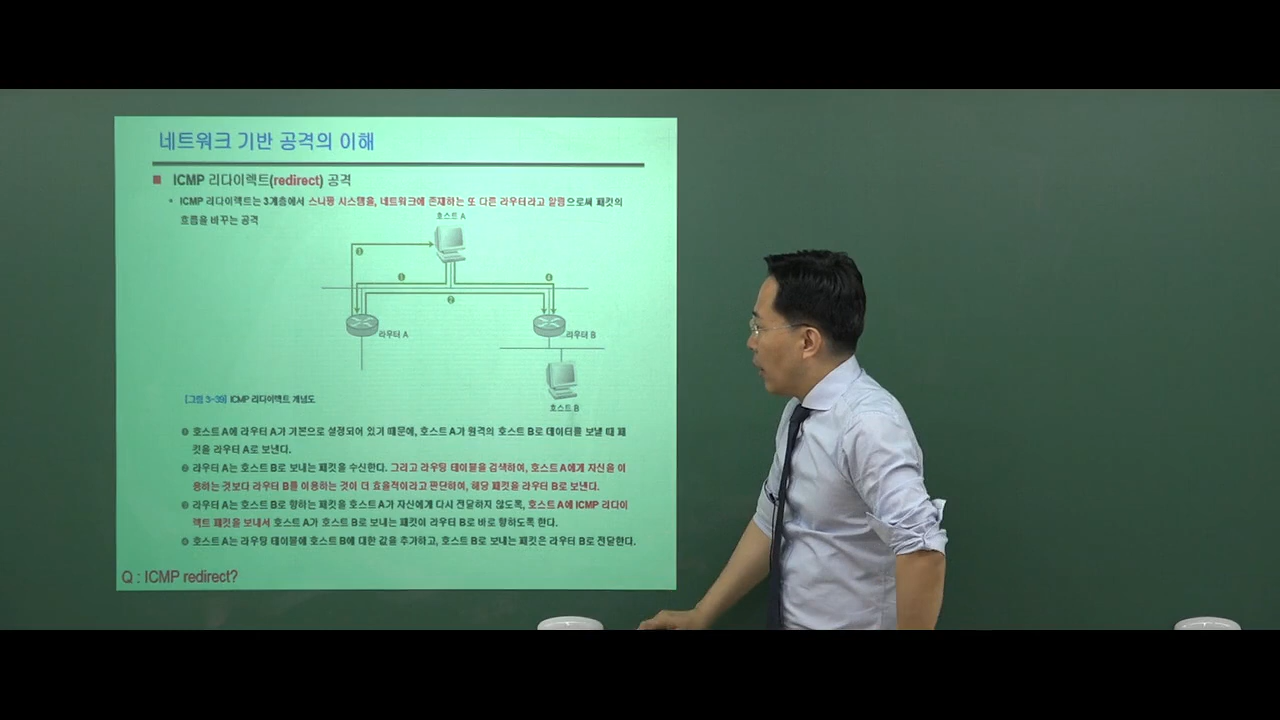 네트워크 기반 공격의 이해
ICMP 리다이렉트(redirect) 공격
ICMP 리다이렉트는 3계층에서 스니핑 시스템을, 네트워크에 존재하는 또 다른 라우터라고 알림으로써 패킷의
흐름을 바꾸는 공격
호스트 A
라우터 A
라우터 B
호스트 B
[그림 3-39] ICMP 리다이렉트 개념도
호스트 A에 라우터 A가 기본으로 설정되어 있기 때문에, 호스트 A가 원격의 호스트 B로 데이터를 보낼 때 패
킷을 라우터 A로 보낸다.
라우터 A는 호스트 B로 보내는 패킷을 수신한다. 그리고 라우팅 테이블을 검색하여, 호스트 A에게 자신을 이
용하는 것보다 라우터 B를 이용하는 것이 더 효율적이라고 판단하여, 해당 패킷을 라우터 B로 보낸다.
라우터 A는 호스트 B로 향하는 패킷을 호스트 A가 자신에게 다시 전달하지 않도록, 호스트 A에 ICMP 리다이
렉트 패킷을 보내서 호스트 A가 호스트 B로 보내는 패킷이 라우터 B로 바로 향하도록 한다.
호스트 A는 라우팅 테이블에 호스트 B에 대한 값을 추가하고, 호스트 B로 보내는 패킷은 라우터 B로 전달한다.
Q : ICMP redirect?